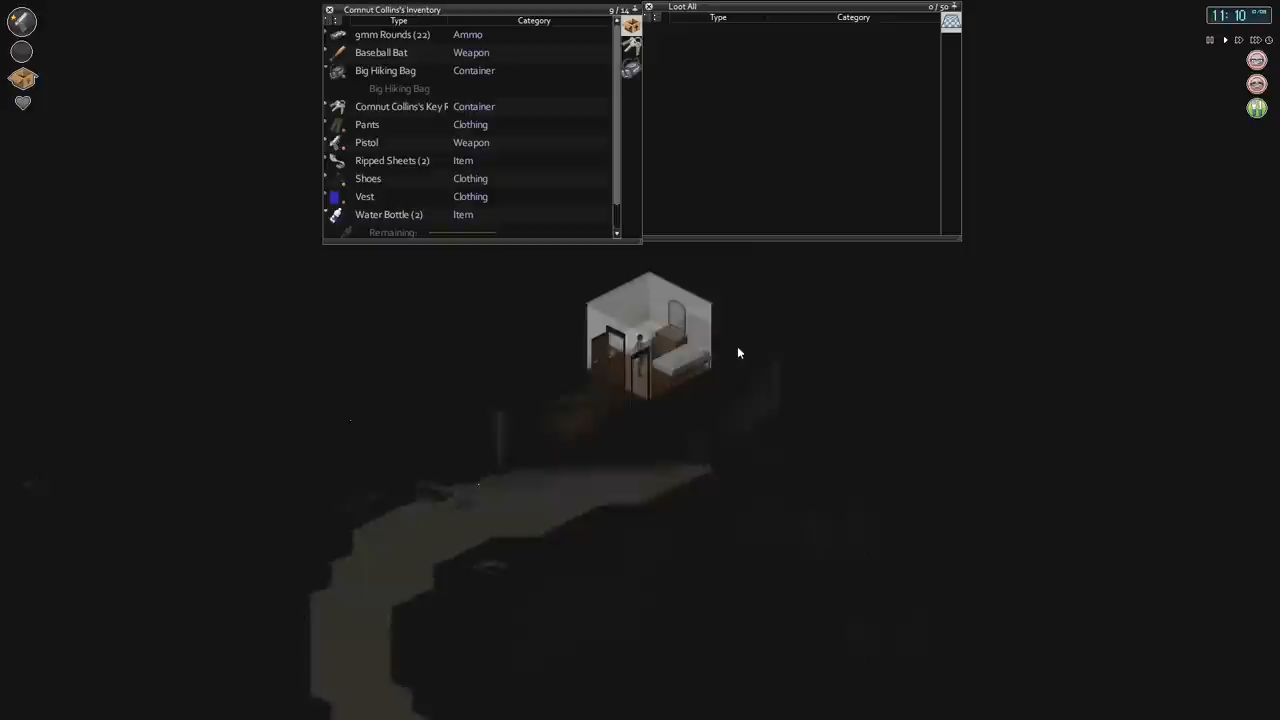 Cornut Collins's Inventory
9 / 14
Type
Category
9mm Rounds (22)
Ammo
Baseball Bat
Weapon
Big Hiking Bag
Container
Big Hiking Bag
Cornut Collins's Key R
Container
Pants
Clothing
Pistol
Weapon
Ripped Sheets (2)
Item
Shoes
Clothing
Vest
Clothing
Water Bottle (2)
Item
Remaining:
Loot All
0 / 50
Type
Category
11:10